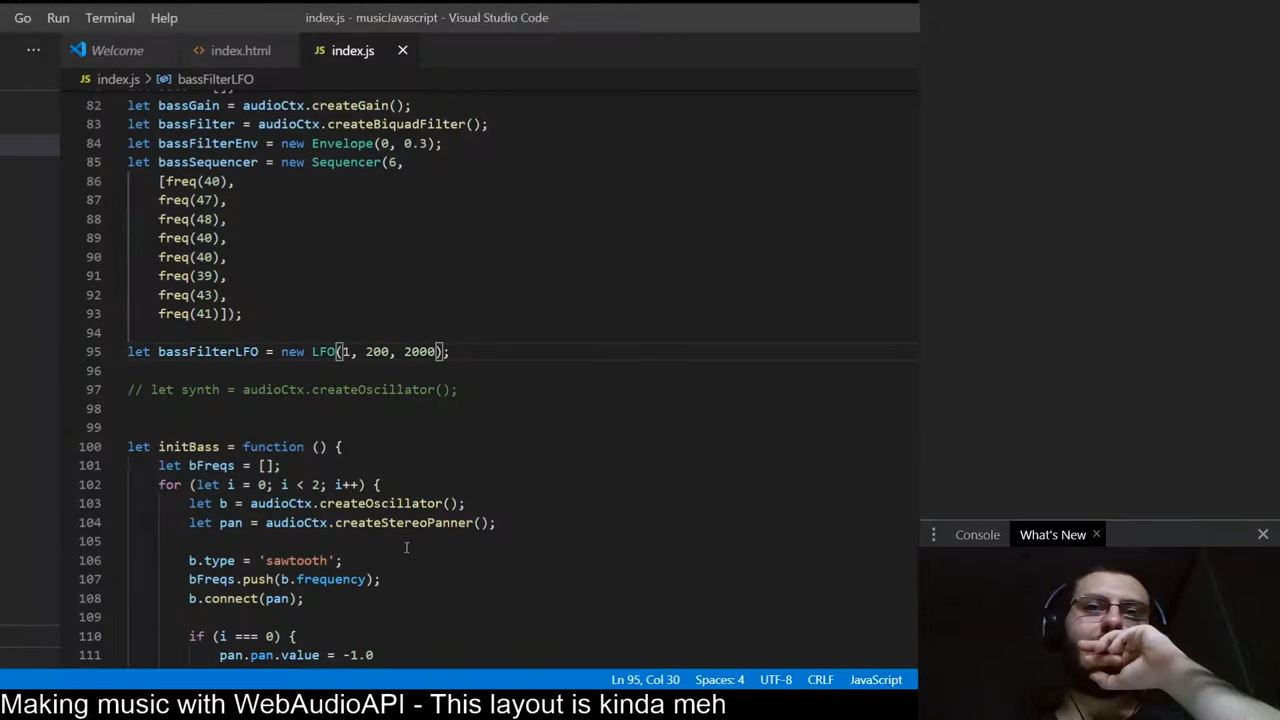 Go Run Terminal Help index.js - musicJavascript - Visual Studio Code
··· Welcome <> index.html JS index.js ×
JS index.js > bassFilterLFO
82 let bassGain = audioCtx.createGain();
83 let bassFilter = audioCtx.createBiquadFilter();
84 let bassFilterEnv = new Envelope(0, 0.3);
85 let bassSequencer = new Sequencer(6,
86 [freq(40),
87 freq(47),
88 freq(48),
89 freq(40),
90 freq(40),
91 freq(39),
92 freq(43),
93 freq(41)]);
94
95 let bassFilterLFO = new LFO(1, 200, 2000);
96
97 // let synth = audioCtx.createOscillator();
98
99
100 let initBass = function () {
101 let bFreqs = [];
102 for (let i = 0; i < 2; i++) {
103 let b = audioCtx.createOscillator();
104 let pan = audioCtx.createStereoPanner();
105
106 b.type = 'sawtooth';
107 bFreqs.push(b.frequency);
108 b.connect(pan);
109
110 if (i === 0) {
111 pan.pan.value = -1.0
Console What's New ×
Ln 95, Col 30 Spaces: 4 UTF-8 CRLF JavaScript
Making music with WebAudioAPI - This layout is kinda meh